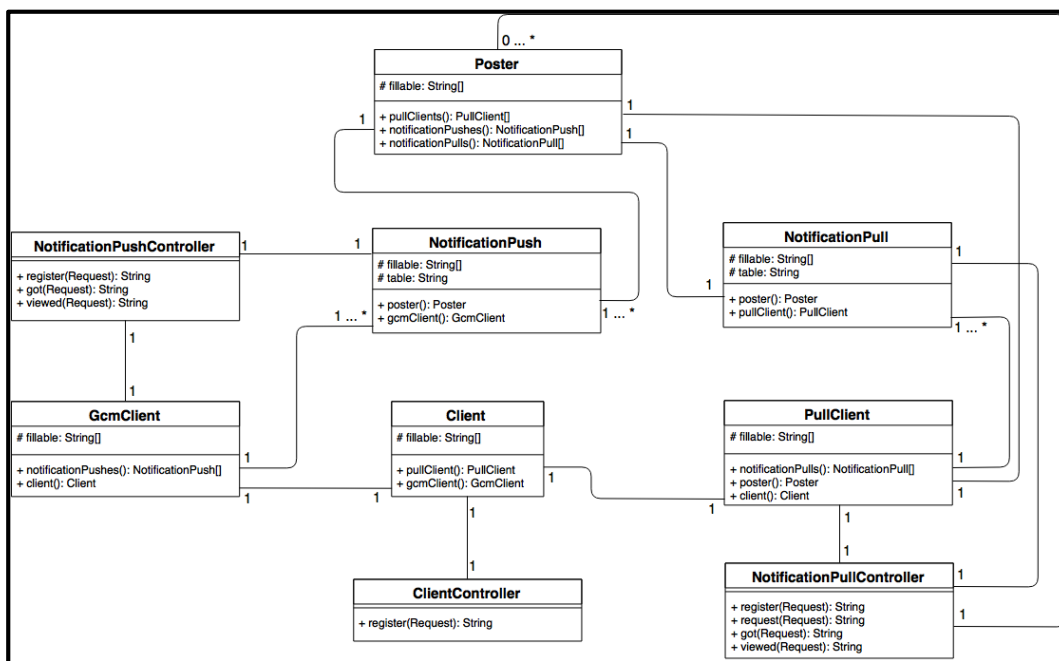 0 ... *
Poster
# fillable: String[]
+ pullClients(): PullClient[]
+ notificationPushes(): NotificationPush[]
+ notificationPulls(): NotificationPull[]
1
1
1
NotificationPushController
+ register(Request): String
+ got(Request): String
+ viewed(Request): String
1
1
NotificationPush
# fillable: String[]
# table: String
+ poster(): Poster
+ gcmClient(): GcmClient
1 ... *
1 ... *
NotificationPull
# fillable: String[]
# table: String
+ poster(): Poster
+ pullClient(): PullClient
1
1
1 ... *
1
1
GcmClient
# fillable: String[]
+ notificationPushes(): NotificationPush[]
+ client(): Client
1
1
Client
# fillable: String[]
+ pullClient(): PullClient
+ gcmClient(): GcmClient
1
1
1
PullClient
# fillable: String[]
+ notificationPulls(): NotificationPull[]
+ poster(): Poster
+ client(): Client
1
1
1
1
1
1
ClientController
+ register(Request): String
NotificationPullController
+ register(Request): String
+ request(Request): String
+ got(Request): String
+ viewed(Request): String
1
1